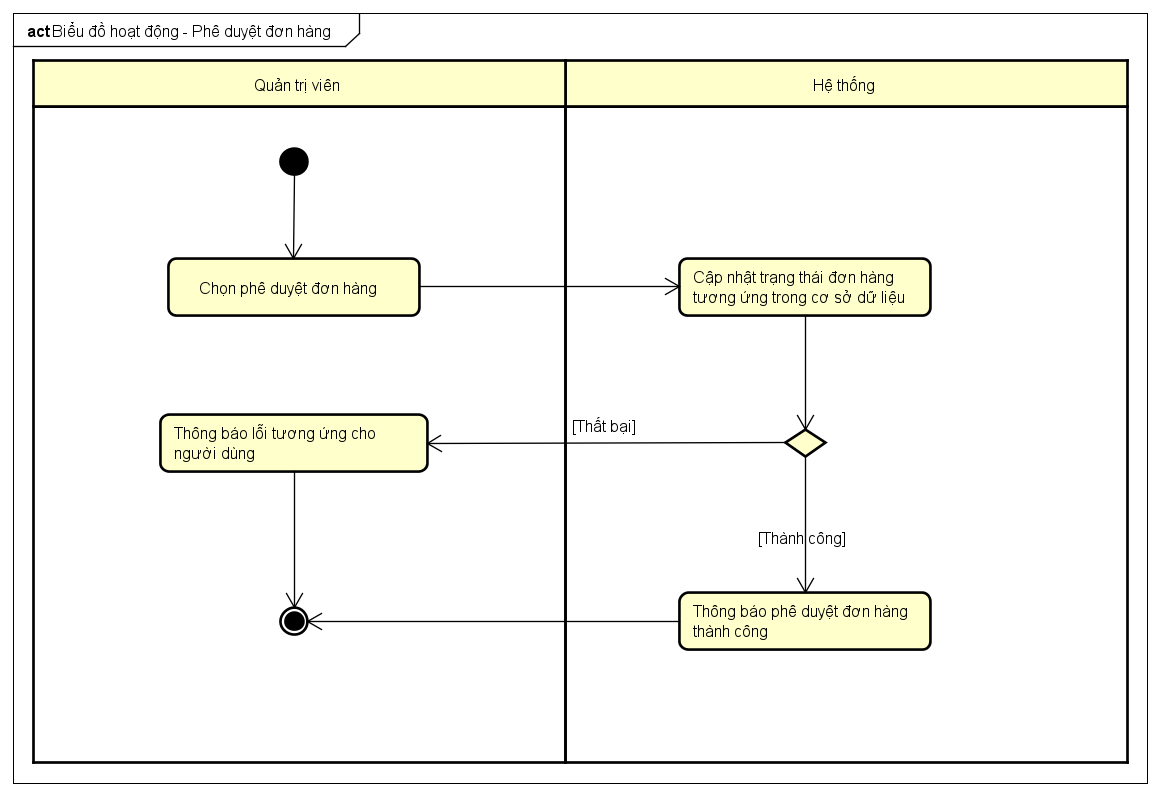 act Biểu đồ hoạt động - Phê duyệt đơn hàng
Quản trị viên
Hệ thống
Chọn phê duyệt đơn hàng
Cập nhật trạng thái đơn hàng
tương ứng trong cơ sở dữ liệu
Thông báo lỗi tương ứng cho
người dùng
[Thất bại]
[Thành công]
Thông báo phê duyệt đơn hàng
thành công